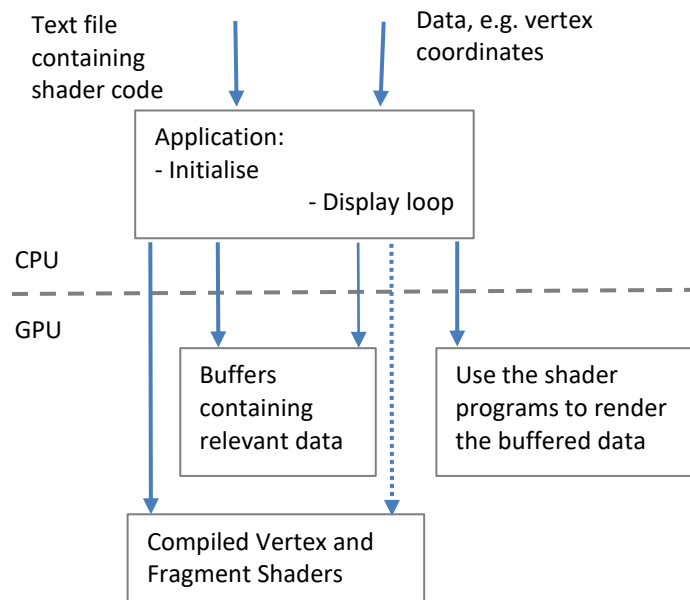 Text file
containing
shader code
Data, e.g. vertex
coordinates
Application:
- Initialise
- Display loop
CPU
GPU
Buffers
containing
relevant data
Use the shader
programs to render
the buffered data
Compiled Vertex and
Fragment Shaders